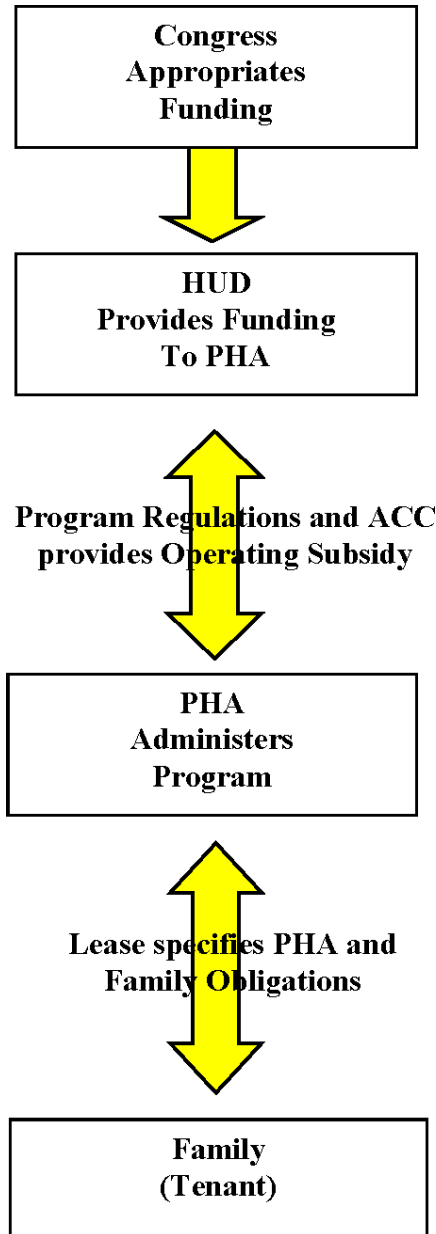 Congress
Appropriates
Funding
HUD
Provides Funding
To PHA
Program Regulations and ACC
provides Operating Subsidy
PHA
Administers
Program
Lease specifies PHA and
Family Obligations
Family
(Tenant)